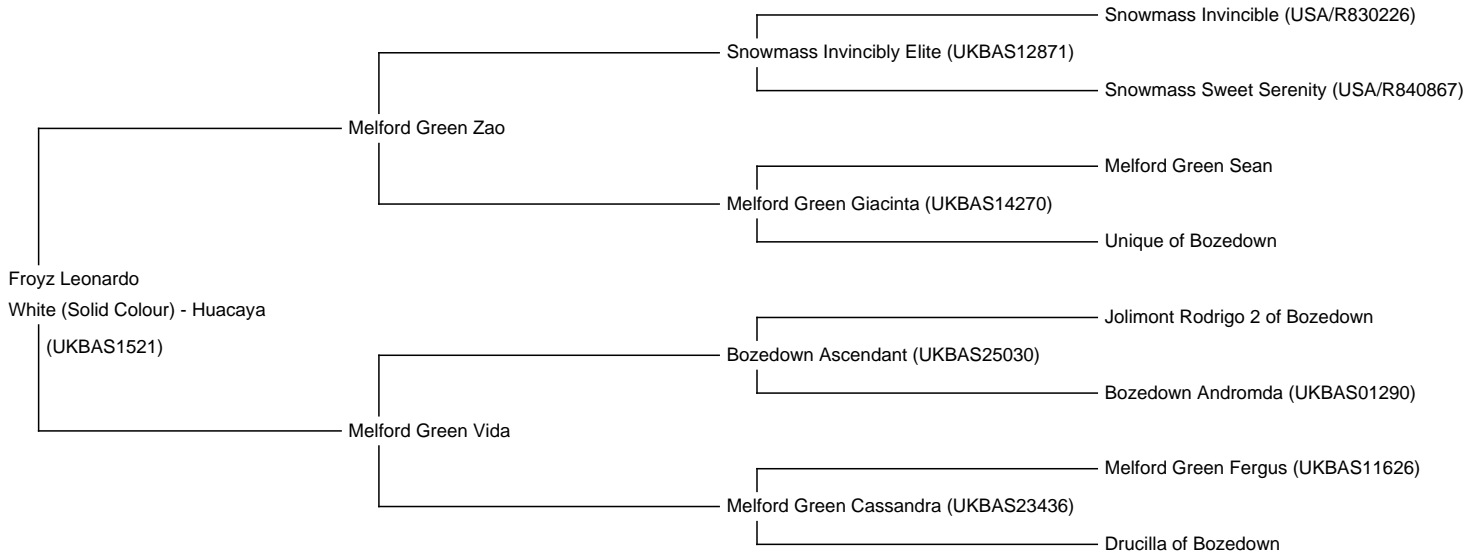 Snowmass Invincible (USA/R830226)
Snowmass Invincibly Elite (UKBAS12871)
Snowmass Sweet Serenity (USA/R840867)
Melford Green Zao
Melford Green Sean
Melford Green Giacinta (UKBAS14270)
Unique of Bozedown
Froyz Leonardo
White (Solid Colour) - Huacaya
(UKBAS1521)
Jolimont Rodrigo 2 of Bozedown
Bozedown Ascendant (UKBAS25030)
Bozedown Andromda (UKBAS01290)
Melford Green Vida
Melford Green Fergus (UKBAS11626)
Melford Green Cassandra (UKBAS23436)
Drucilla of Bozedown